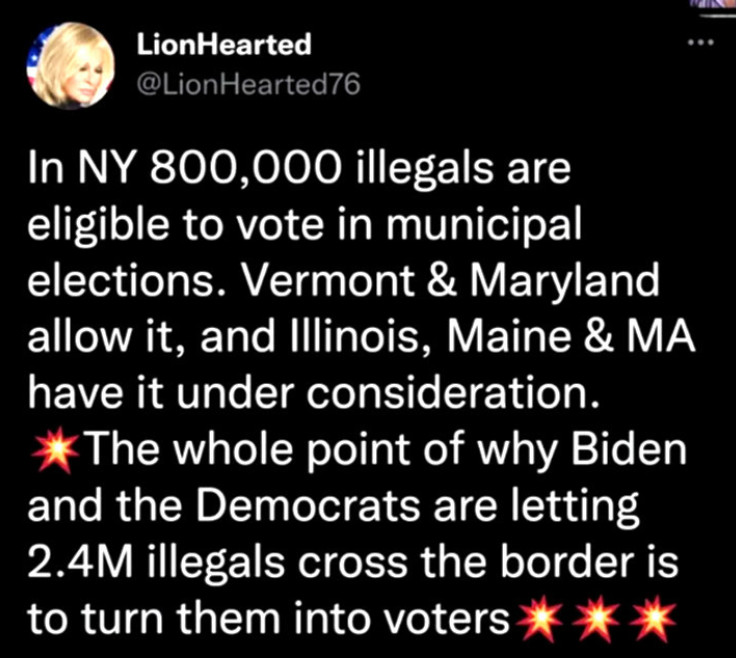 LionHearted
@LionHearted76
In NY 800,000 illegals are
eligible to vote in municipal
elections. Vermont & Maryland
allow it, and Illinois, Maine & MA
have it under consideration.
💥The whole point of why Biden
and the Democrats are letting
2.4M illegals cross the border is
to turn them into voters💥💥💥